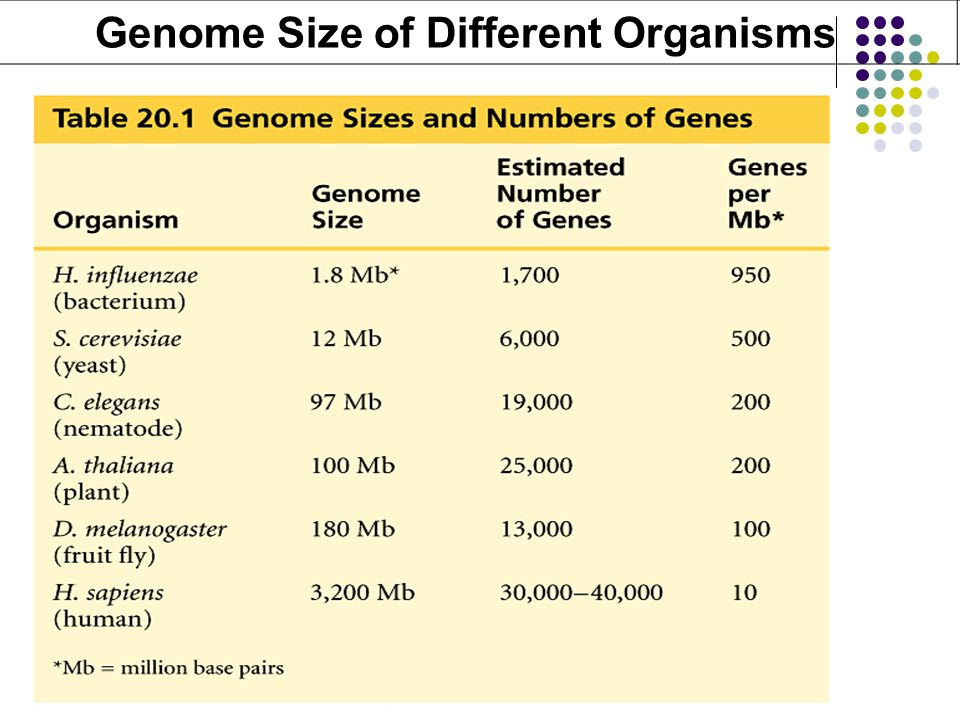 Genome Size of Different Organisms
Table 20.1 Genome Sizes and Numbers of Genes
Organism
Genome
Size
Estimated
Number
of Genes
Genes
per
Mb*
H. influenzae 1.8 Mb* 1,700 950
(bacterium)
S. cerevisiae 12 Mb 6,000 500
(yeast)
C. elegans 97 Mb 19,000 200
(nematode)
A. thaliana 100 Mb 25,000 200
(plant)
D. melanogaster 180 Mb 13,000 100
(fruit fly)
H. sapiens 3,200 Mb 30,000–40,000 10
(human)
*Mb = million base pairs